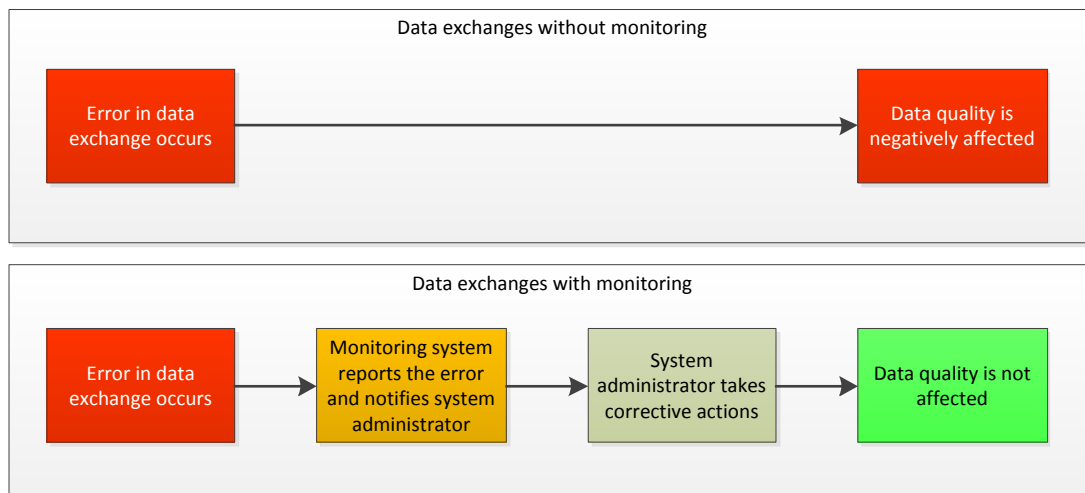 Data exchanges without monitoring
Error in data
exchange occurs
Data quality is
negatively affected
Data exchanges with monitoring
Error in data
exchange occurs
Monitoring system
reports the error
and notifies system
administrator
System
administrator takes
corrective actions
Data quality is not
affected